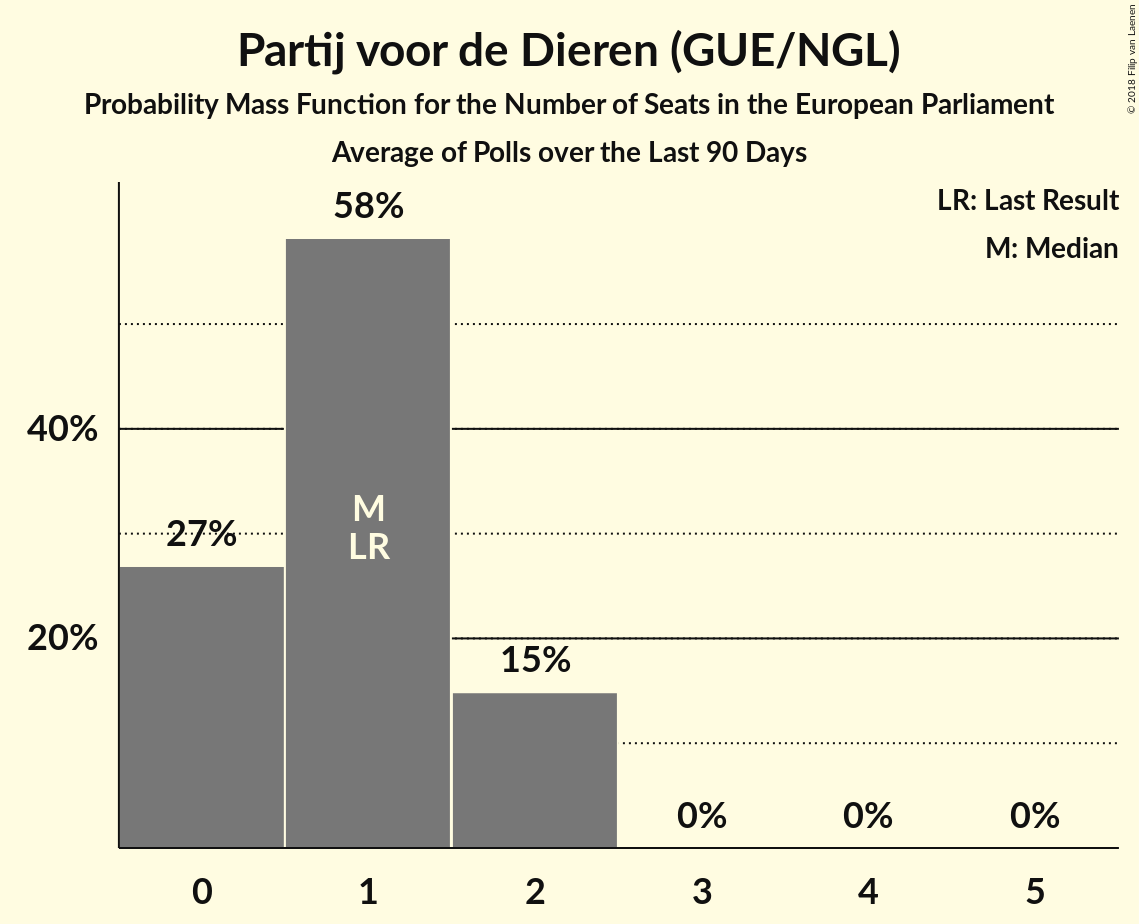 Partij voor de Dieren (GUE/NGL)
Probability Mass Function for the Number of Seats in the European Parliament
Average of Polls over the Last 90 Days
© 2018 Filip van Laenen
LR: Last Result
M: Median
58%
40%
27%
M
LR
20%
15%
0%
0%
0%
0
1
2
3
4
5